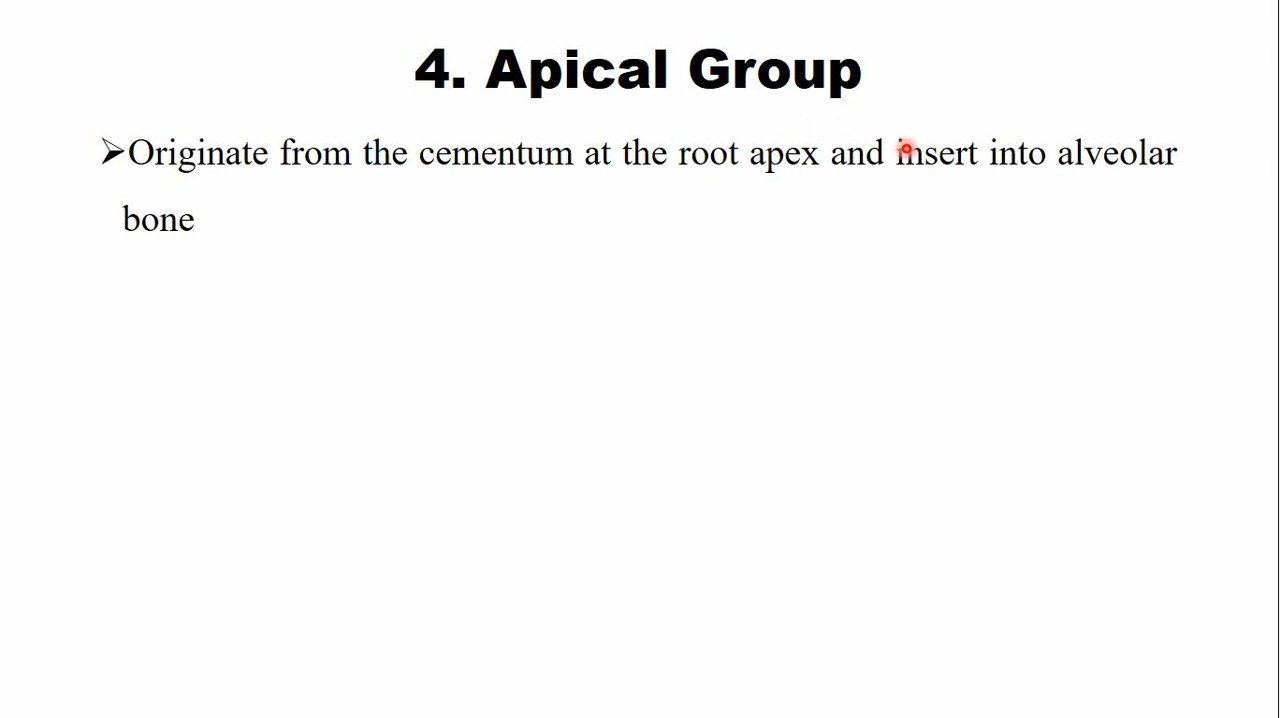 4. Apical Group
➢Originate from the cementum at the root apex and insert into alveolar
bone